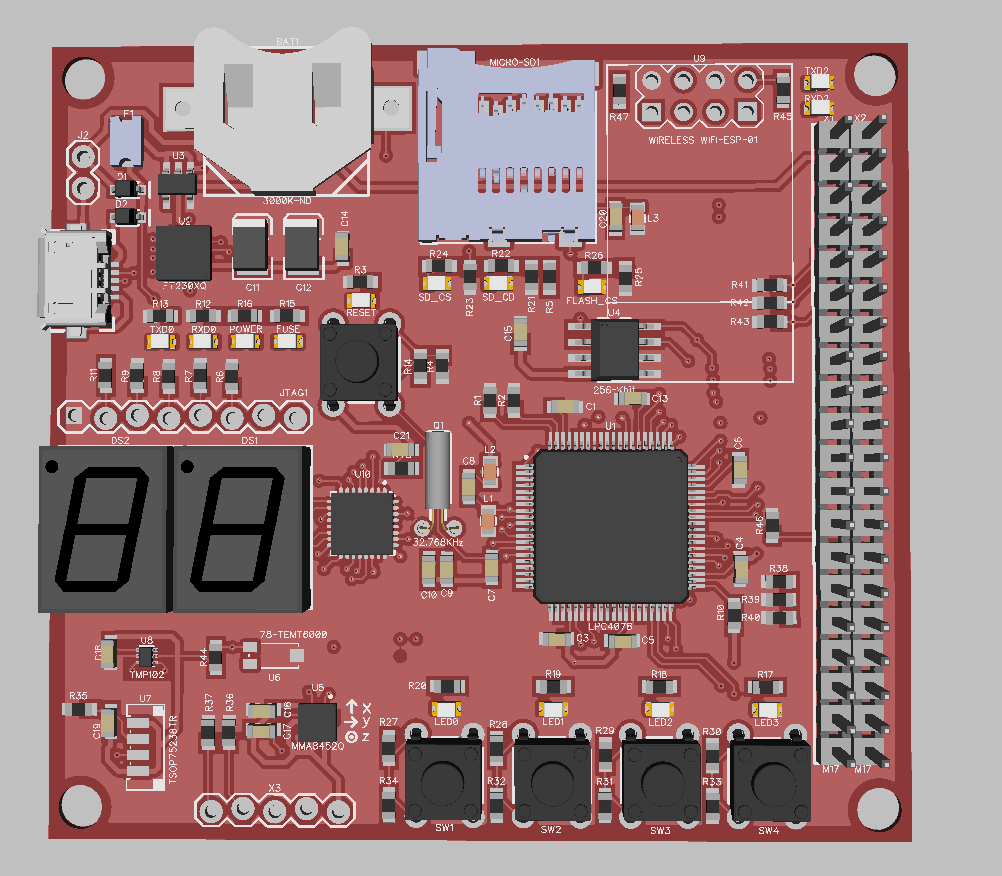 BAT1
MICRO-SD1
U9
TXD2
RXD2
R47
R45
WIRELESS WIFI-ESP-01
X1
X2
F1
J2
U3
D1
D2
3000K-ND
U2
FT230XQ
C11
C12
C14
C20
L3
R24
R22
R26
R25
R3
SD_CS
SD_CD
R23
R21
R5
FLASH_CS
R41
R42
R43
R13
R12
R16
R15
RESET
TXD0
RXD0
POWER
FUSE
C15
U4
R11
R9
R8
R7
R6
R14
R4
JTAG1
256-Kbit
R1
R2
C1
C13
DS2
DS1
Q1
U1
C21
U10
C8
L2
C6
L1
R46
32.768KHz
C10
C9
C7
C4
R38
R39
R40
R10
LPC4076
C3
C5
78-TEMT6000
U8
C18
TMP102
R44
U6
R35
U7
C19
TSOP75238TR
R37
R36
C16
C17
U5
X
y
z
MMA8452Q
R20
R19
R18
R17
LED0
LED1
LED2
LED3
R27
R28
R29
R30
R34
R32
R31
R33
X3
SW1
SW2
SW3
SW4
M17
M17